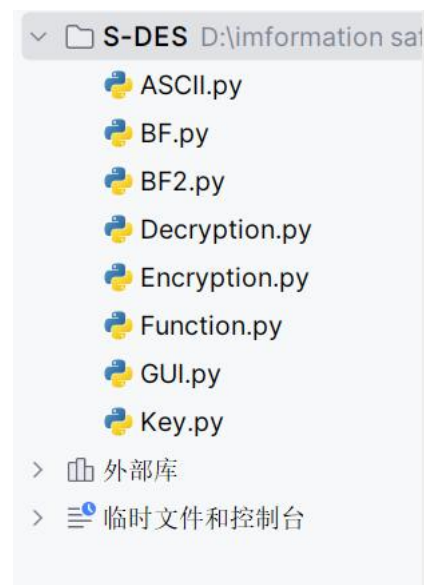 S-DES D:\imformation saf
ASCII.py
BF.py
BF2.py
Decryption.py
Encryption.py
Function.py
GUI.py
Key.py
外部库
临时文件和控制台